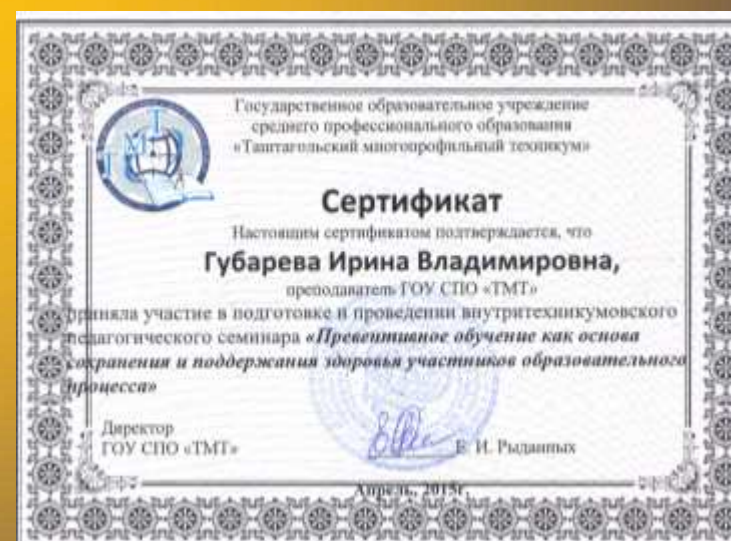 Государственное образовательное учреждение
среднего профессионального образования
«Таштагольский многопрофильный техникум»
Сертификат
Настоящим сертификатом подтверждается, что
Губарева Ирина Владимировна,
преподаватель ГОУ СПО «ТМТ»
приняла участие в подготовке и проведении внутритехникумовского
педагогического семинара «Превентивное обучение как основа
сохранения и поддержания здоровья участников образовательного
процесса»
Директор
ГОУ СПО «ТМТ»
Е. И. Рыданных
Апрель, 2015г.